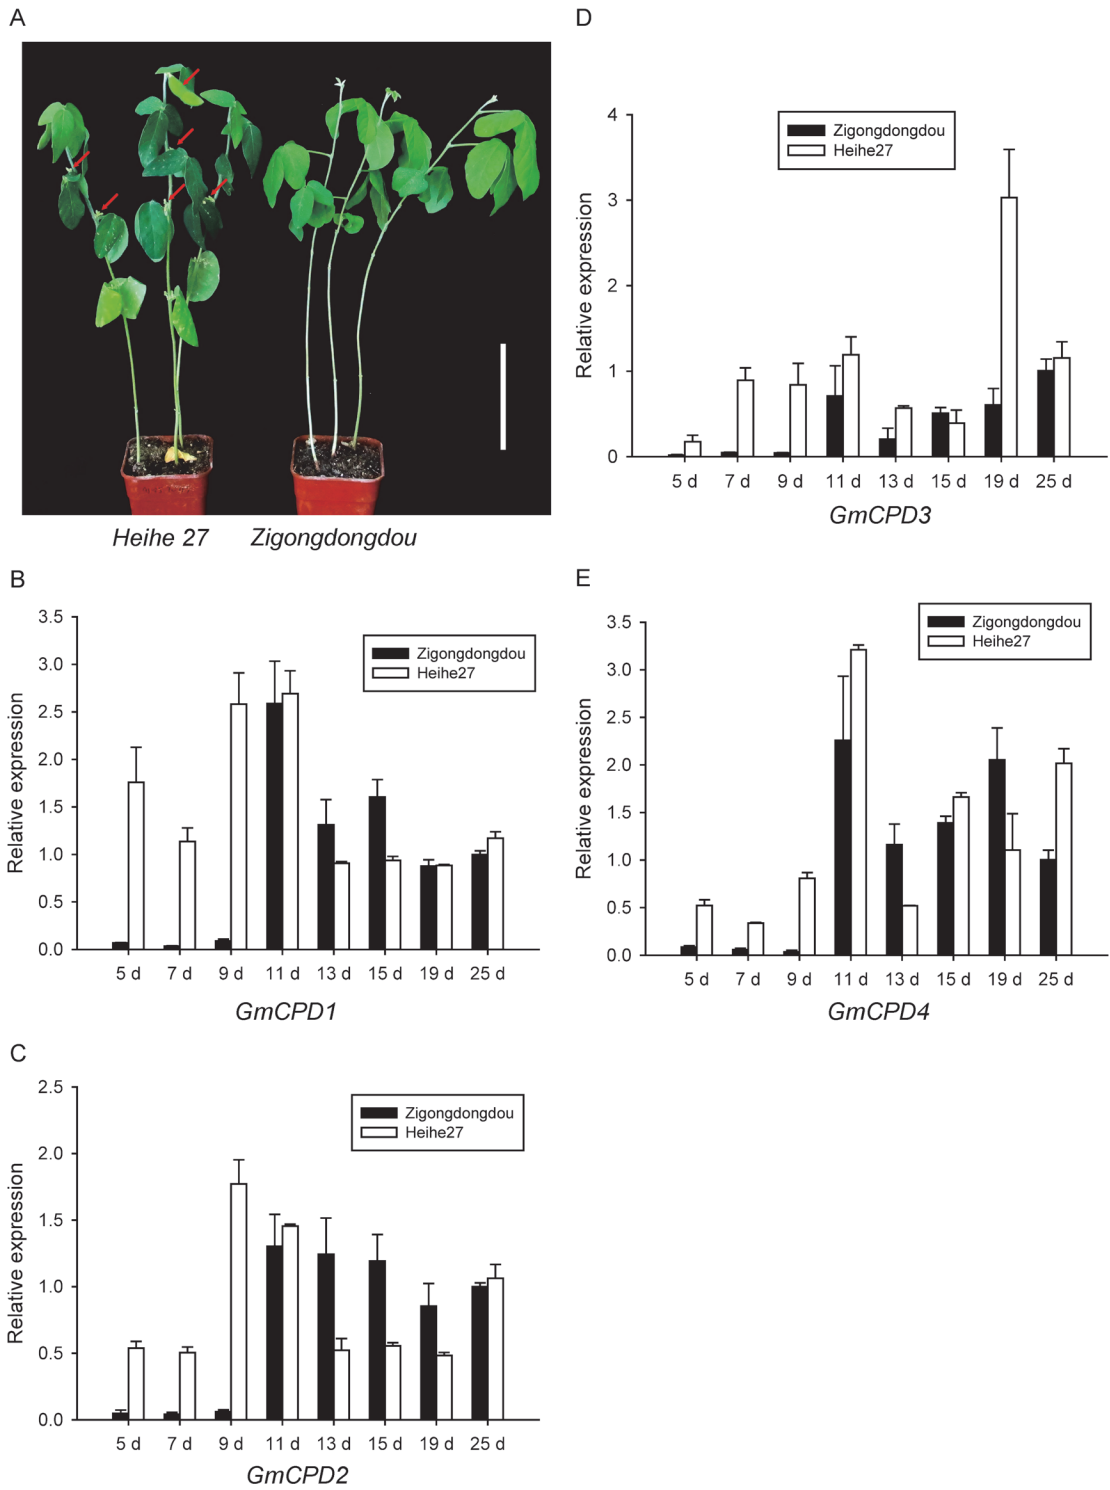 A
Heihe 27 Zigongdongdou
B
3.5
3.0
2.5
2.0
1.5
1.0
0.5
0.0
Relative expression
Zigongdongdou
Heihe27
5 d 7 d 9 d 11 d 13 d 15 d 19 d 25 d
GmCPD1
C
2.5
2.0
1.5
1.0
0.5
0.0
Relative expression
Zigongdongdou
Heihe27
5 d 7 d 9 d 11 d 13 d 15 d 19 d 25 d
GmCPD2
D
4
3
2
1
0
Relative expression
Zigongdongdou
Heihe27
5 d 7 d 9 d 11 d 13 d 15 d 19 d 25 d
GmCPD3
E
3.5
3.0
2.5
2.0
1.5
1.0
0.5
0.0
Relative expression
Zigongdongdou
Heihe27
5 d 7 d 9 d 11 d 13 d 15 d 19 d 25 d
GmCPD4